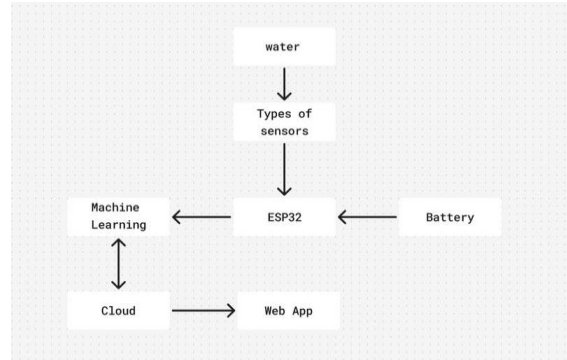 water
Types of
sensors
Machine
Learning
ESP32
Battery
Cloud
Web App